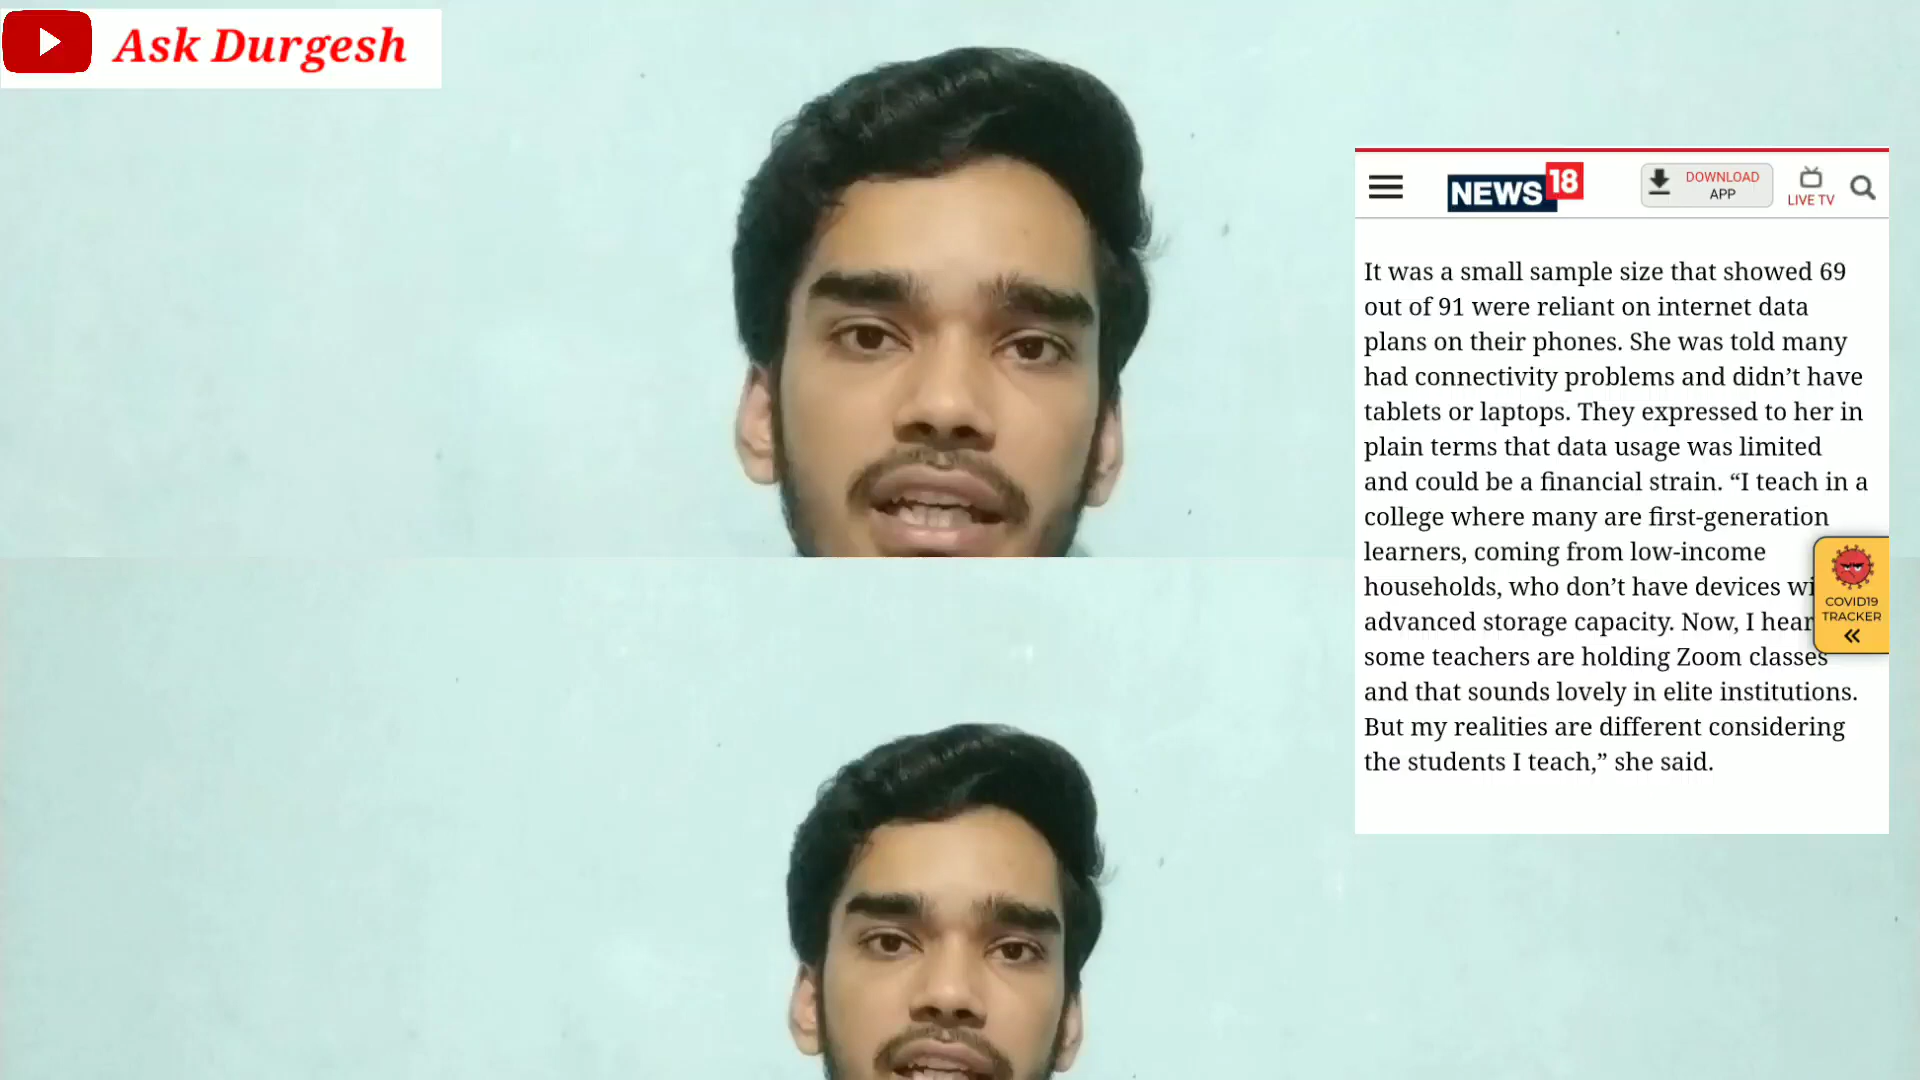 Ask Durgesh
NEWS 18
DOWNLOAD
APP
LIVE TV
It was a small sample size that showed 69
out of 91 were reliant on internet data
plans on their phones. She was told many
had connectivity problems and didn’t have
tablets or laptops. They expressed to her in
plain terms that data usage was limited
and could be a financial strain. “I teach in a
college where many are first-generation
learners, coming from low-income
households, who don’t have devices wi
advanced storage capacity. Now, I hear
some teachers are holding Zoom classes
and that sounds lovely in elite institutions.
But my realities are different considering
the students I teach,” she said.
COVID19
TRACKER